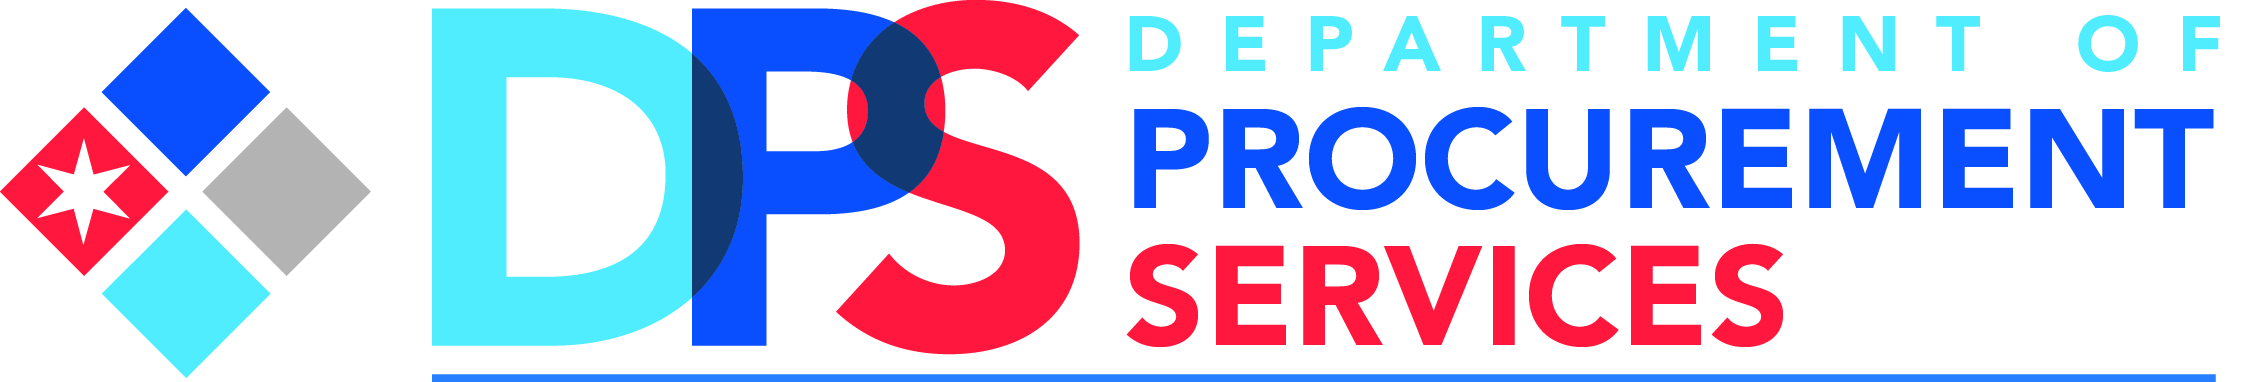 DPS
DEPARTMENT OF
PROCUREMENT
SERVICES